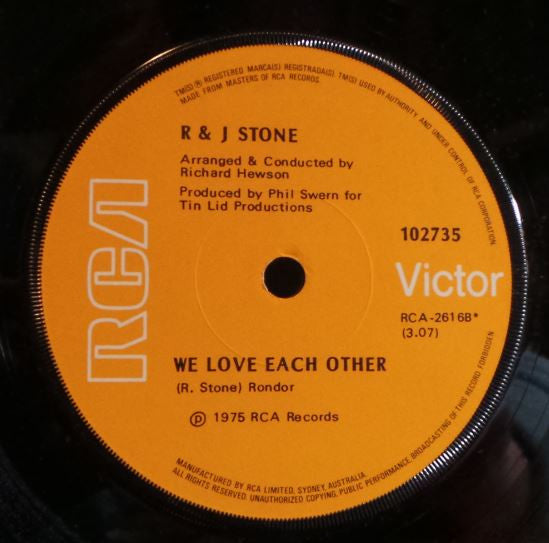 TM(S) ® REGISTERED MARCA(S) REGISTRADA(S) TM(S) USED BY AUTHORITY AND UNDER CONTROL OF RCA CORPORATION.
MADE FROM MASTERS OF RCA RECORDS
R & J STONE
Arranged & Conducted by
Richard Hewson
Produced by Phil Swern for
Tin Lid Productions
RCA
102735
Victor
RCA-2616B*
(3.07)
WE LOVE EACH OTHER
(R. Stone) Rondor
℗ 1975 RCA Records
MANUFACTURED BY RCA LIMITED, SYDNEY, AUSTRALIA.
ALL RIGHTS RESERVED. UNAUTHORIZED COPYING, PUBLIC PERFORMANCE, BROADCASTING OF THIS RECORD FORBIDDEN